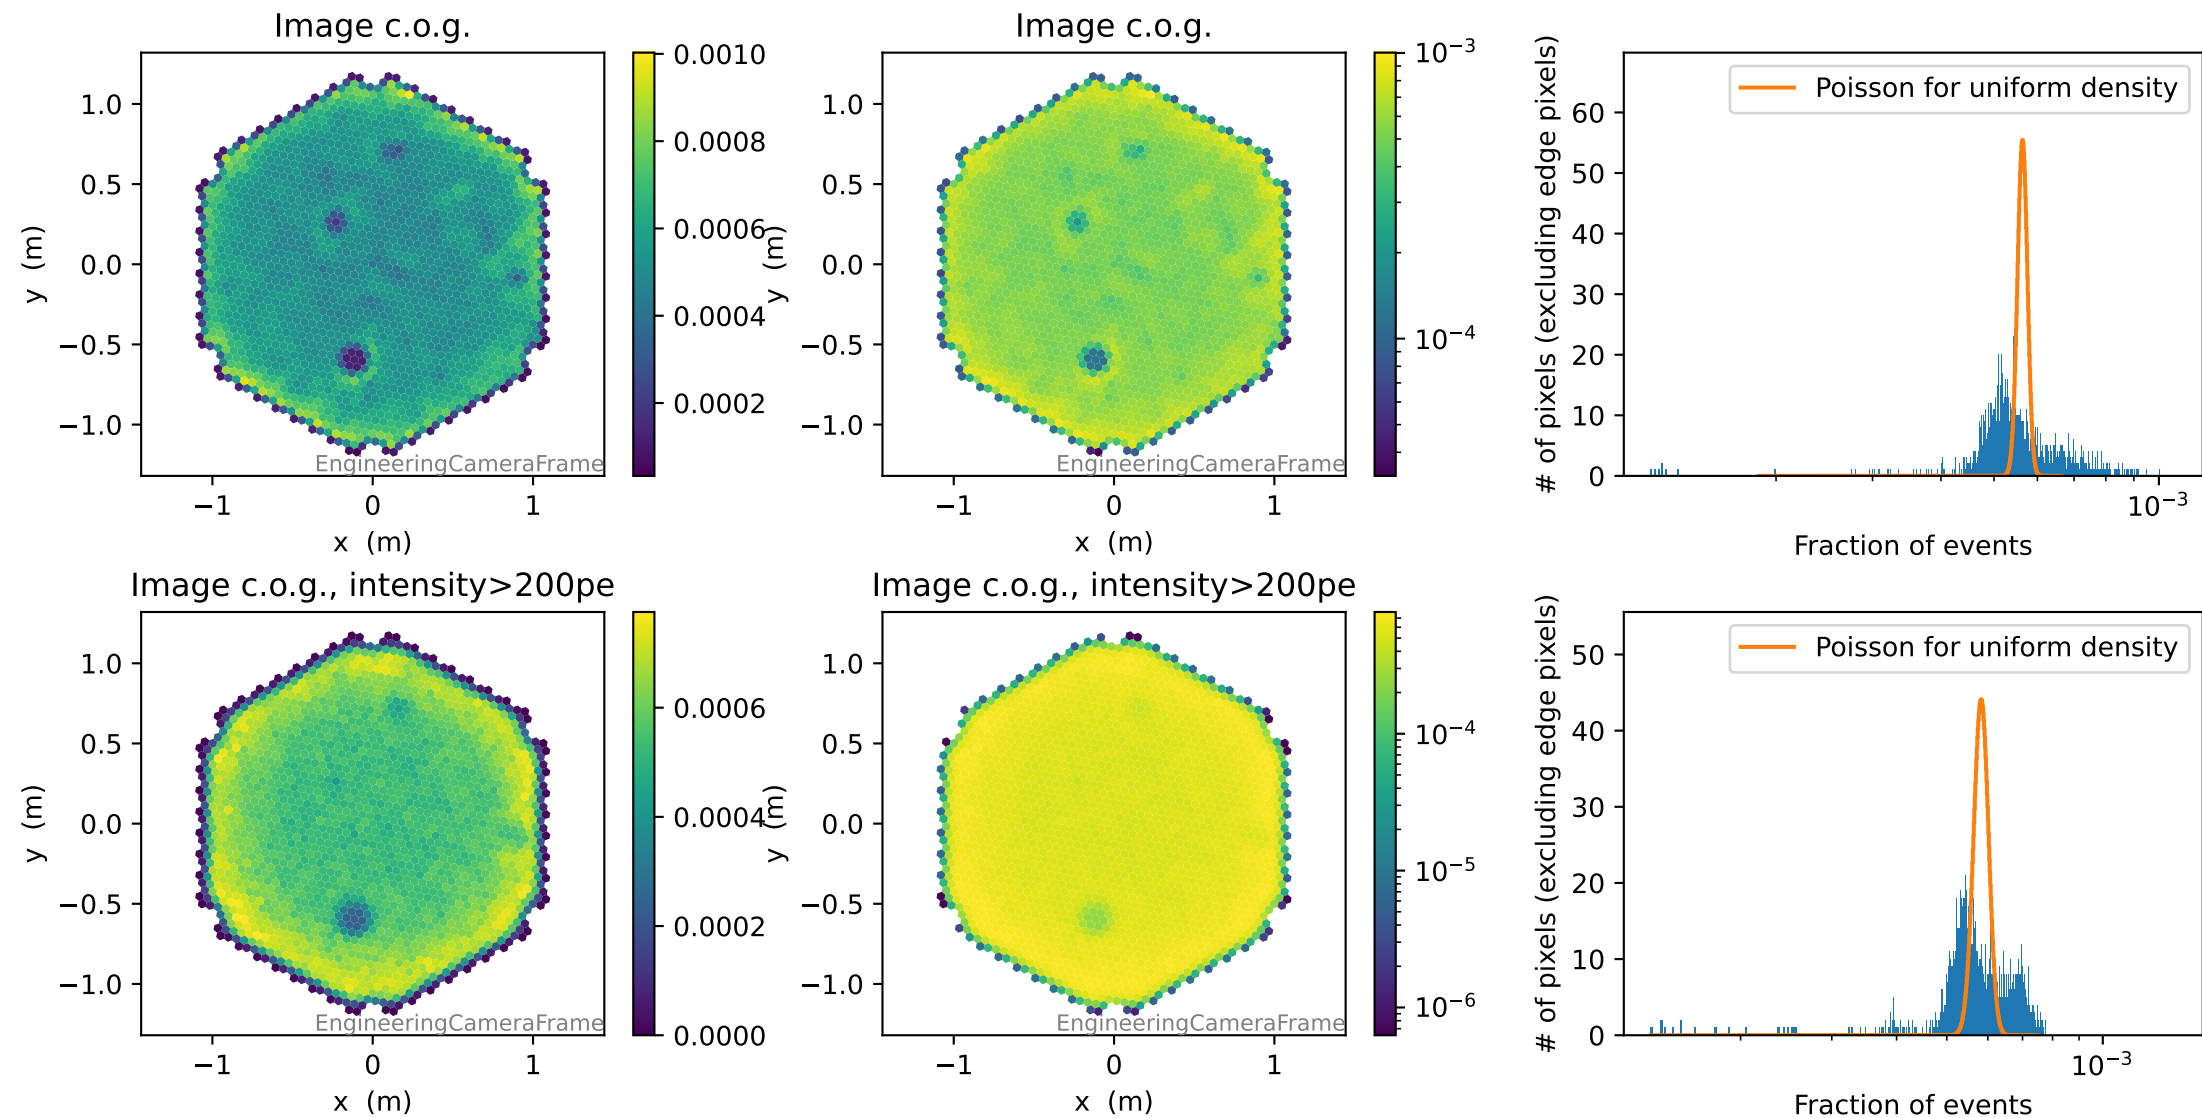 Image c.o.g.
1.0
0.5
0.0
−0.5
−1.0
y (m)
−1
0
1
x (m)
EngineeringCameraFrame
0.0010
0.0008
0.0006
0.0004
0.0002
Image c.o.g.
1.0
0.5
0.0
−0.5
−1.0
y (m)
−1
0
1
x (m)
EngineeringCameraFrame
10⁻³
10⁻⁴
# of pixels (excluding edge pixels)
60
50
40
30
20
10
0
Poisson for uniform density
10⁻³
Fraction of events
Image c.o.g., intensity>200pe
1.0
0.5
0.0
−0.5
−1.0
y (m)
−1
0
1
x (m)
EngineeringCameraFrame
0.0006
0.0004
0.0002
0.0000
Image c.o.g., intensity>200pe
1.0
0.5
0.0
−0.5
−1.0
y (m)
−1
0
1
x (m)
EngineeringCameraFrame
10⁻⁴
10⁻⁵
10⁻⁶
# of pixels (excluding edge pixels)
50
40
30
20
10
0
Poisson for uniform density
10⁻³
Fraction of events